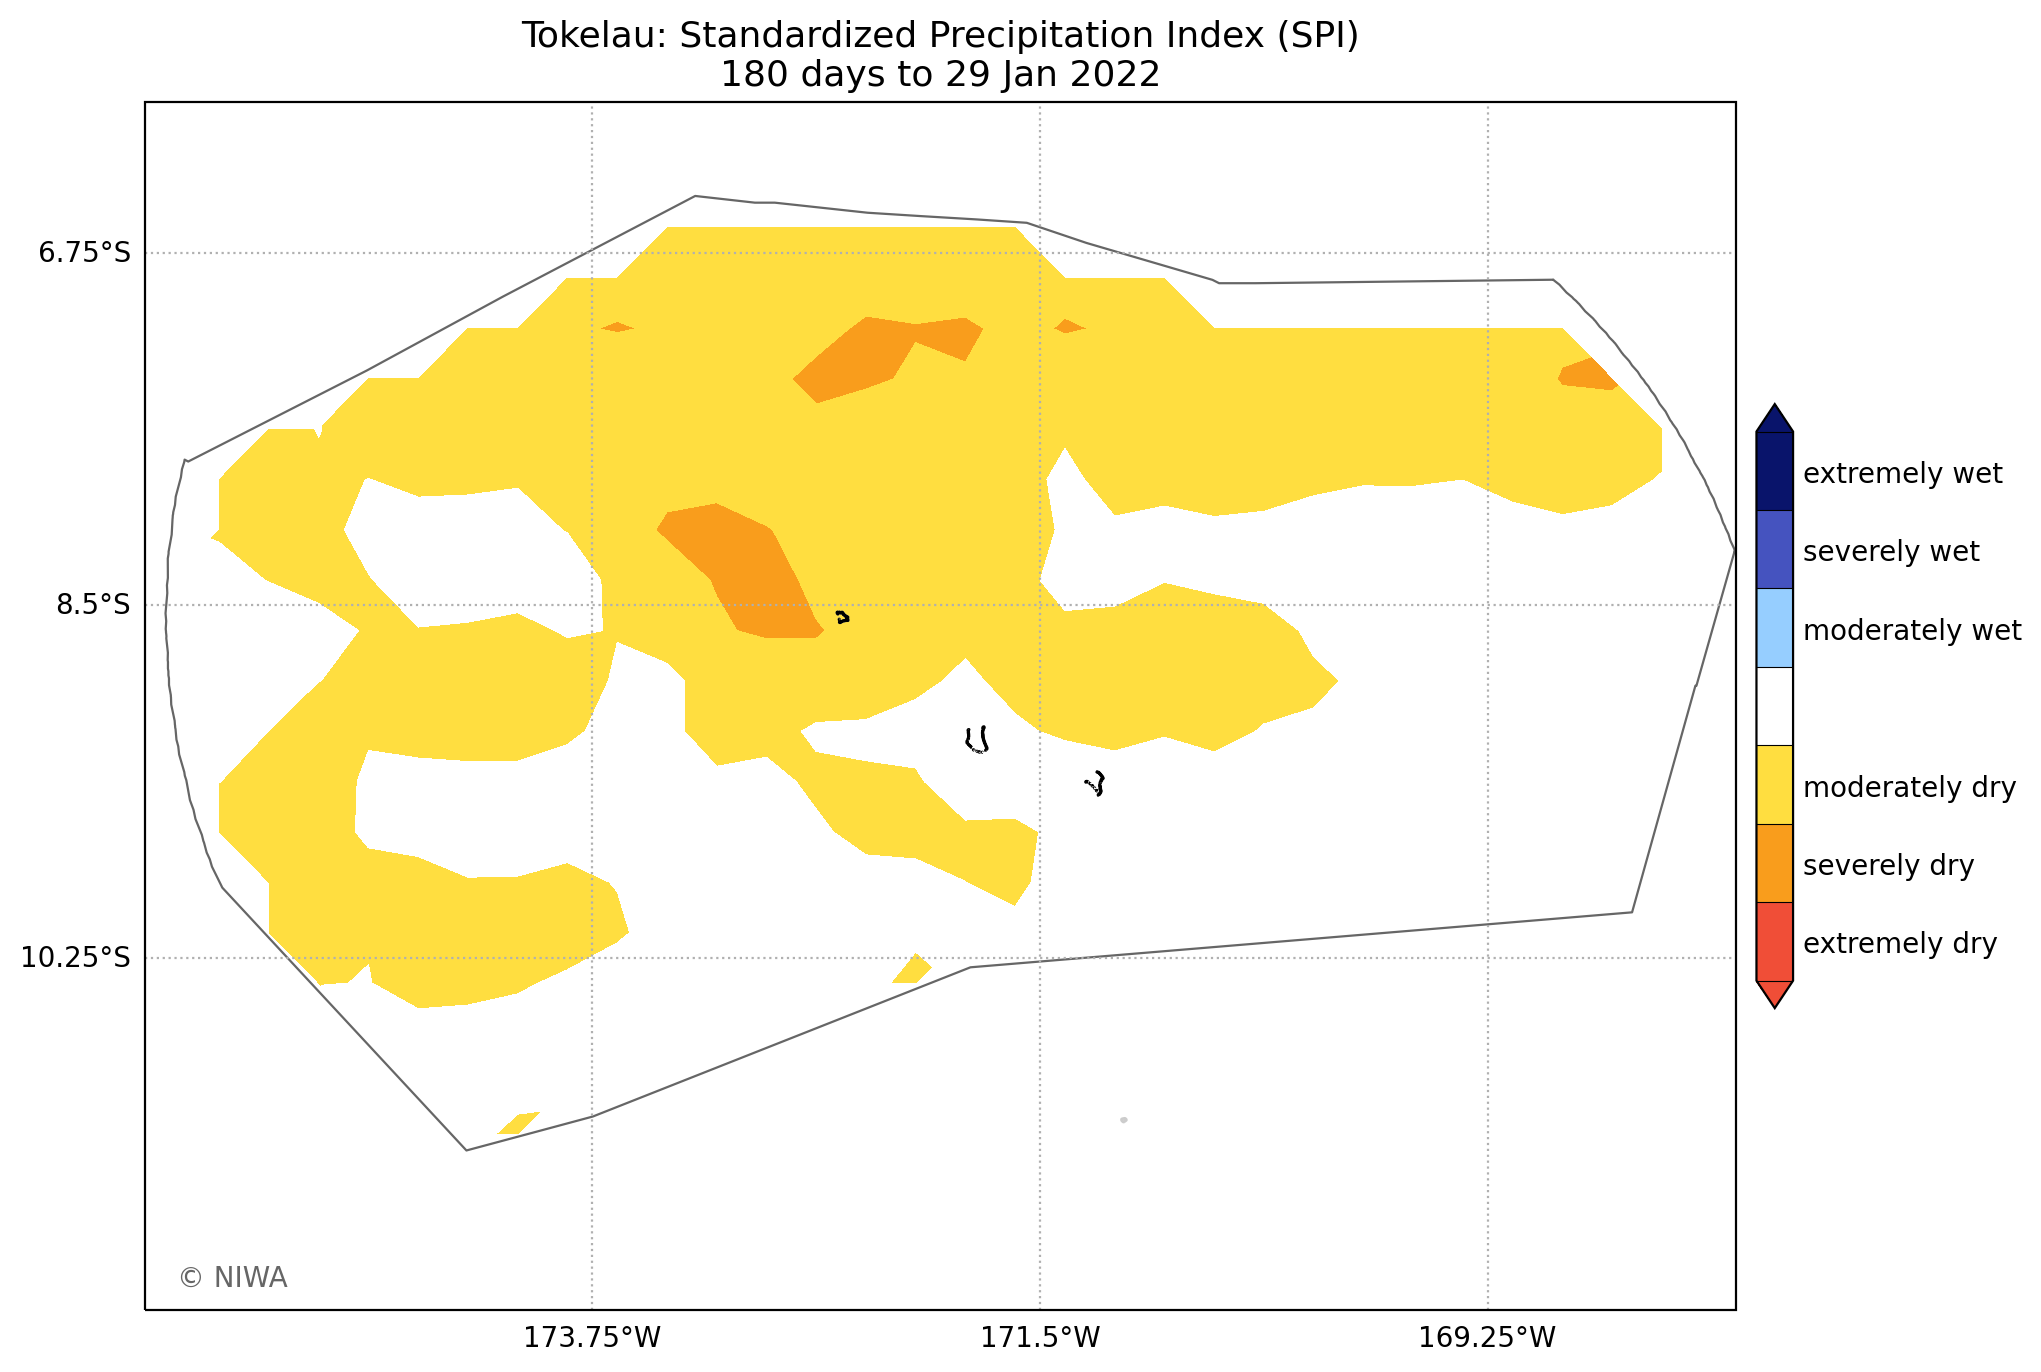 Tokelau: Standardized Precipitation Index (SPI)
180 days to 29 Jan 2022
6.75°S
8.5°S
10.25°S
173.75°W
171.5°W
169.25°W
extremely wet
severely wet
moderately wet
moderately dry
severely dry
extremely dry
© NIWA